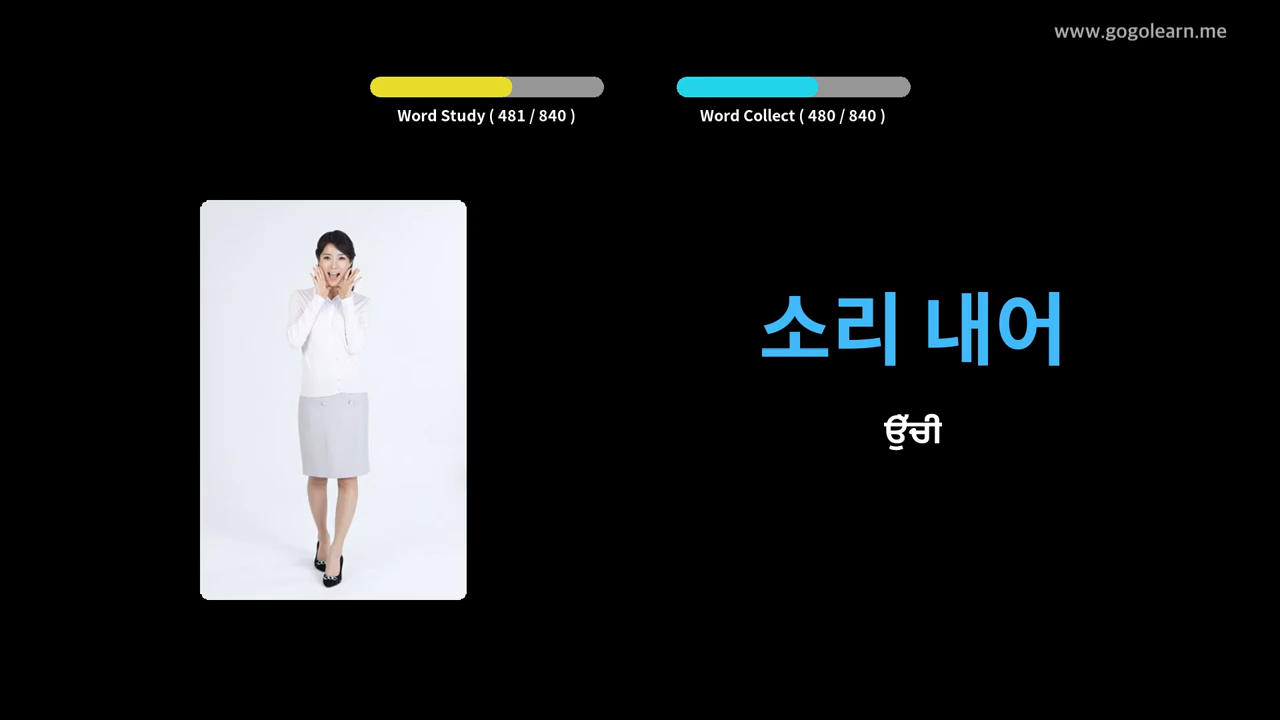 www.gogolearn.me
Word Study ( 481 / 840 )
Word Collect ( 480 / 840 )
소리 내어
ਉੱਚੀ